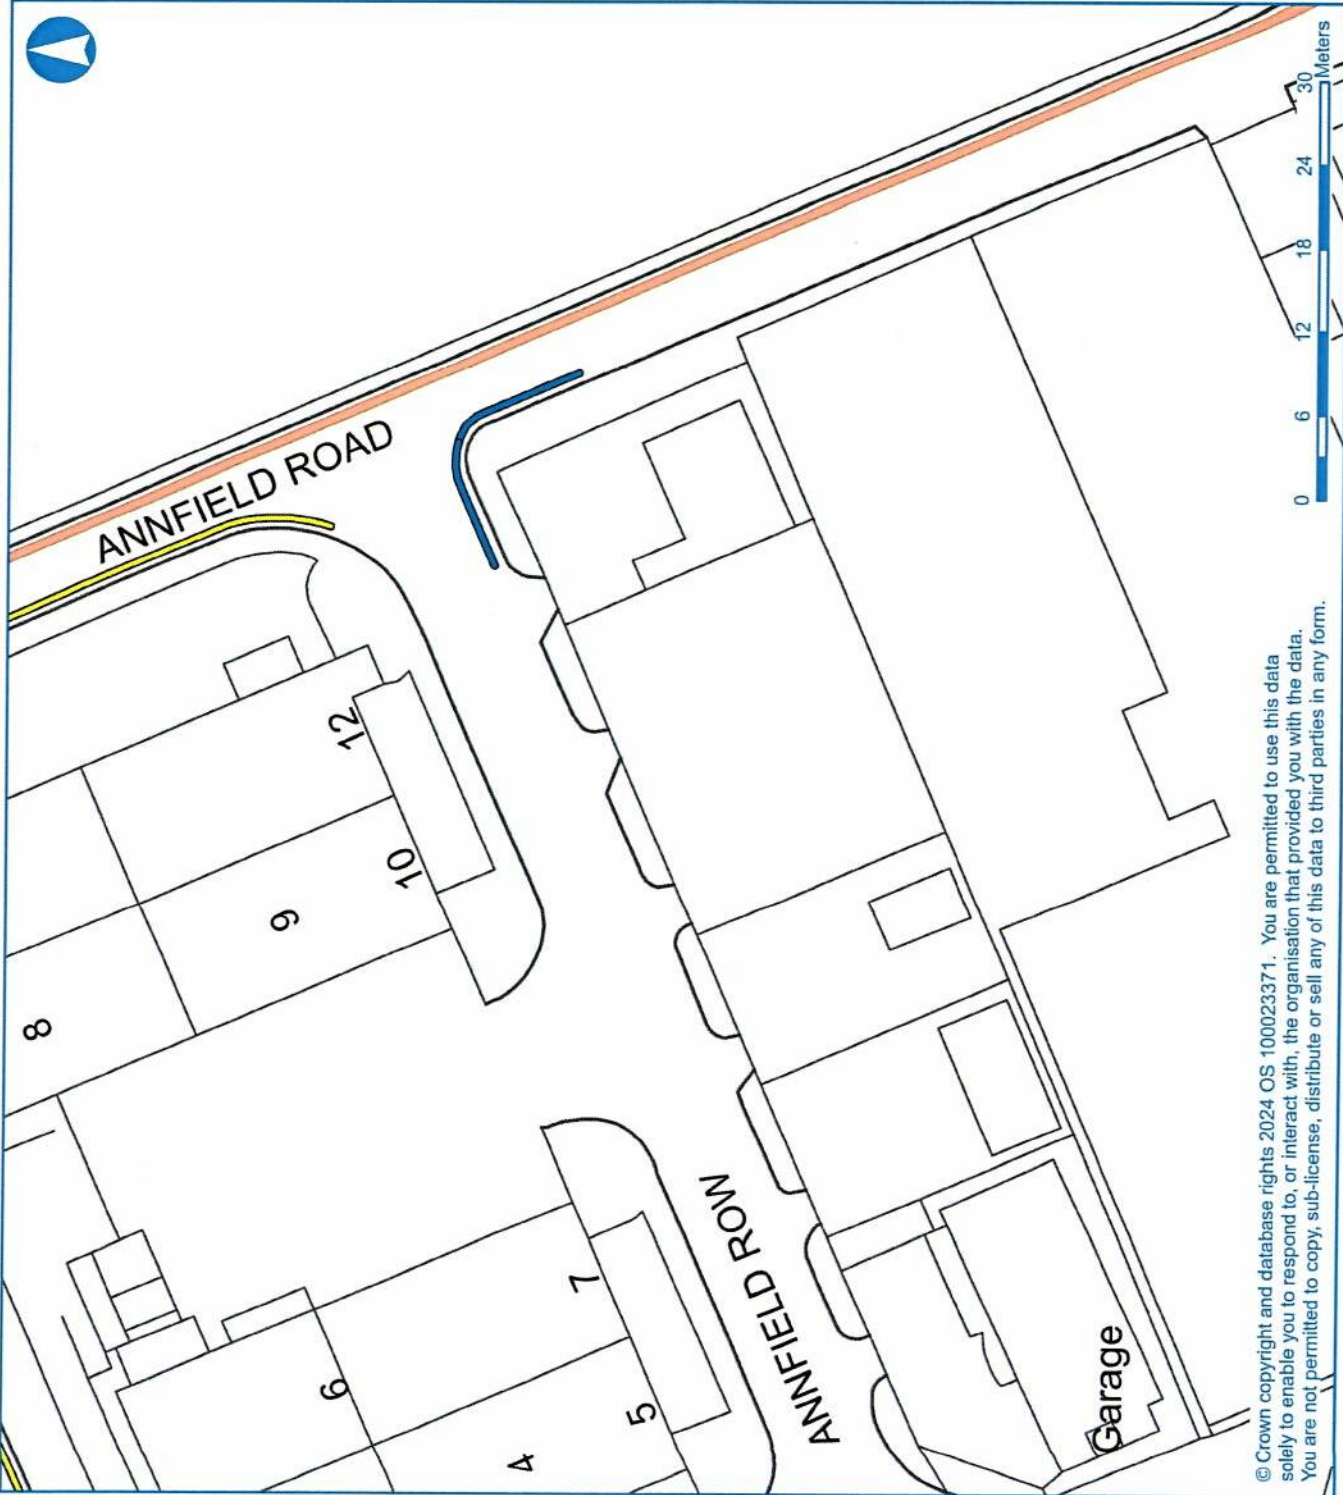 ANNFIELD ROAD
8
9
10
12
6
7
4
5
ANNFIELD ROW
Garage
0 6 12 18 24 30
Meters
© Crown copyright and database rights 2024 OS 100023371. You are permitted to use this data
solely to enable you to respond to, or interact with, the organisation that provided you with the data.
You are not permitted to copy, sub-license, distribute or sell any of this data to third parties in any form.